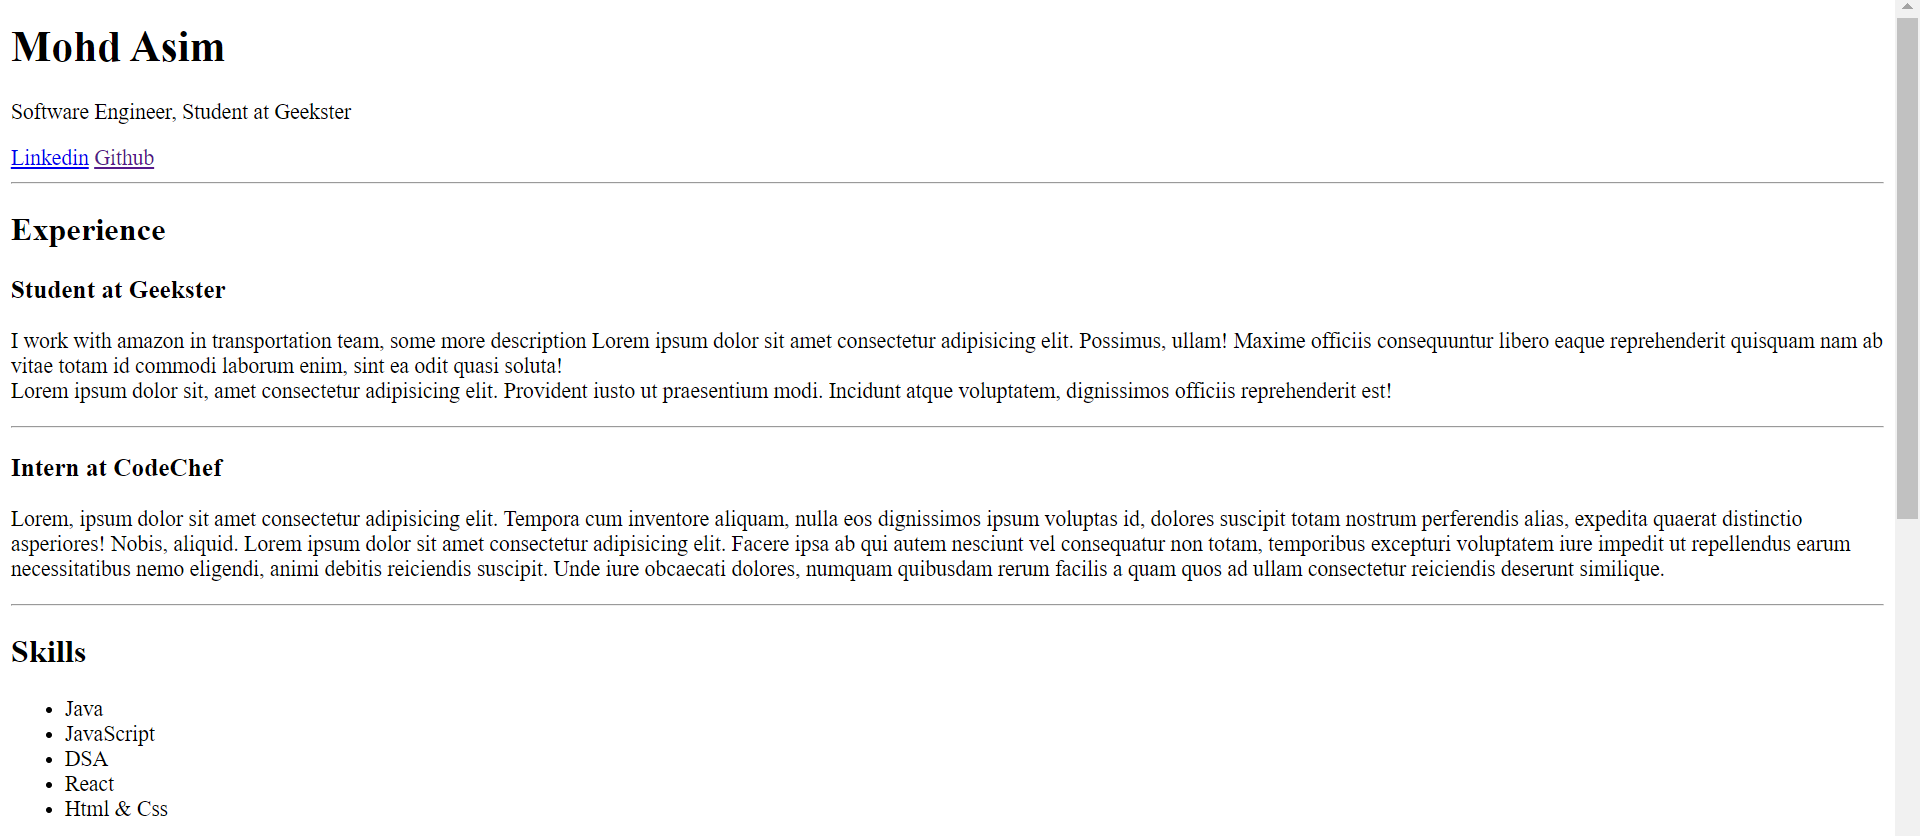 Mohd Asim
Software Engineer, Student at Geekster
Linkedin Github
Experience
Student at Geekster
I work with amazon in transportation team, some more description Lorem ipsum dolor sit amet consectetur adipisicing elit. Possimus, ullam! Maxime officiis consequuntur libero eaque reprehenderit quisquam nam ab
vitae totam id commodi laborum enim, sint ea odit quasi soluta!
Lorem ipsum dolor sit, amet consectetur adipisicing elit. Provident iusto ut praesentium modi. Incidunt atque voluptatem, dignissimos officiis reprehenderit est!
Intern at CodeChef
Lorem, ipsum dolor sit amet consectetur adipisicing elit. Tempora cum inventore aliquam, nulla eos dignissimos ipsum voluptas id, dolores suscipit totam nostrum perferendis alias, expedita quaerat distinctio
asperiores! Nobis, aliquid. Lorem ipsum dolor sit amet consectetur adipisicing elit. Facere ipsa ab qui autem nesciunt vel consequatur non totam, temporibus excepturi voluptatem iure impedit ut repellendus earum
necessitatibus nemo eligendi, animi debitis reiciendis suscipit. Unde iure obcaecati dolores, numquam quibusdam rerum facilis a quam quos ad ullam consectetur reiciendis deserunt similique.
Skills
• Java
• JavaScript
• DSA
• React
• Html & Css